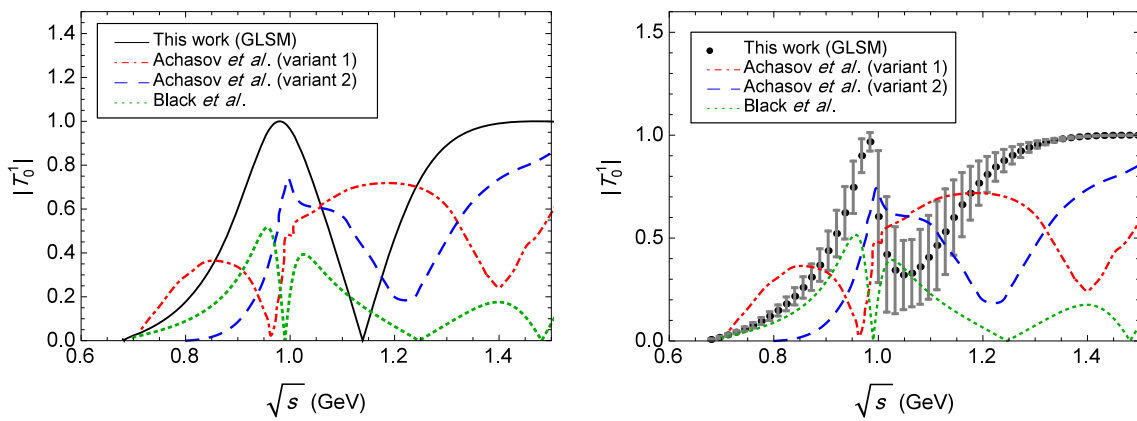 This work (GLSM)
Achasov et al. (variant 1)
Achasov et al. (variant 2)
Black et al.
1.4
1.2
1.0
0.8
0.6
0.4
0.2
0.0
|T₀¹|
0.6 0.8 1.0 1.2 1.4
√s (GeV)
This work (GLSM)
Achasov et al. (variant 1)
Achasov et al. (variant 2)
Black et al.
1.5
1.0
0.5
0.0
|T₀¹|
0.6 0.8 1.0 1.2 1.4
√s (GeV)